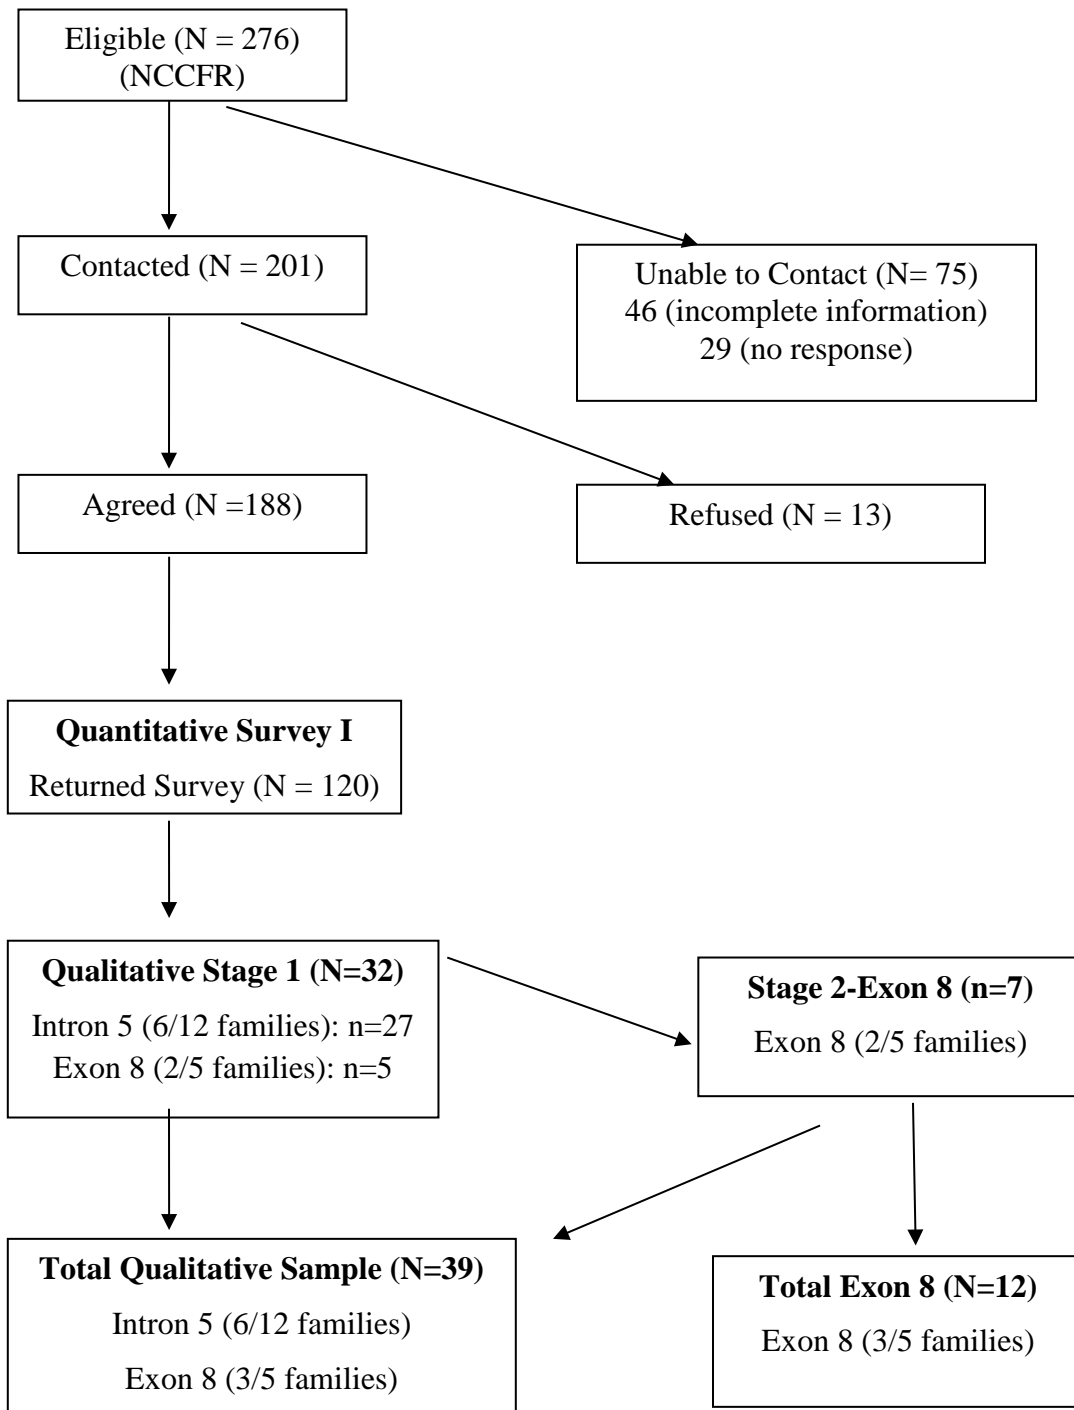 Eligible (N = 276)
(NCCFR)
Contacted (N = 201)
Unable to Contact (N= 75)
46 (incomplete information)
29 (no response)
Agreed (N =188)
Refused (N = 13)
Quantitative Survey I
Returned Survey (N = 120)
Qualitative Stage 1 (N=32)
Intron 5 (6/12 families): n=27
Exon 8 (2/5 families): n=5
Stage 2-Exon 8 (n=7)
Exon 8 (2/5 families)
Total Qualitative Sample (N=39)
Intron 5 (6/12 families)
Exon 8 (3/5 families)
Total Exon 8 (N=12)
Exon 8 (3/5 families)